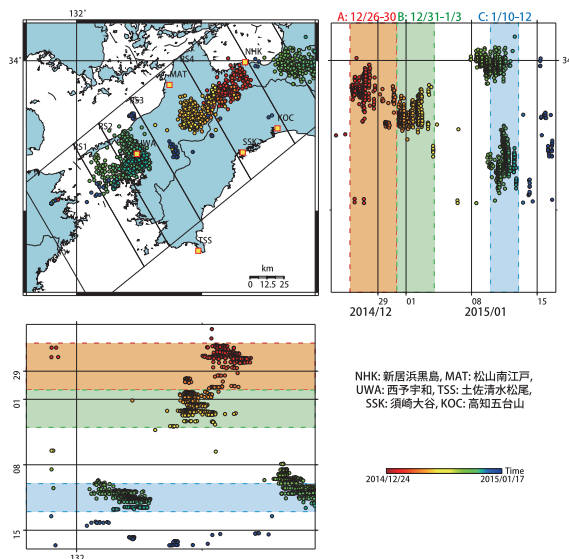 132°
A: 12/26-30
B: 12/31-1/3
C: 1/10-12
34°
NHK
RS4
MAT
RS3
KOC
RS2
RS1
UWA
SSK
TSS
km
0 12.5 25
34
29
01
08
15
2014/12
2015/01
29
01
08
15
132
NHK: 新居浜黒島, MAT: 松山南江戸,
UWA: 西予宇和, TSS: 土佐清水松尾,
SSK: 須崎大谷, KOC: 高知五台山
Time
2014/12/24
2015/01/17